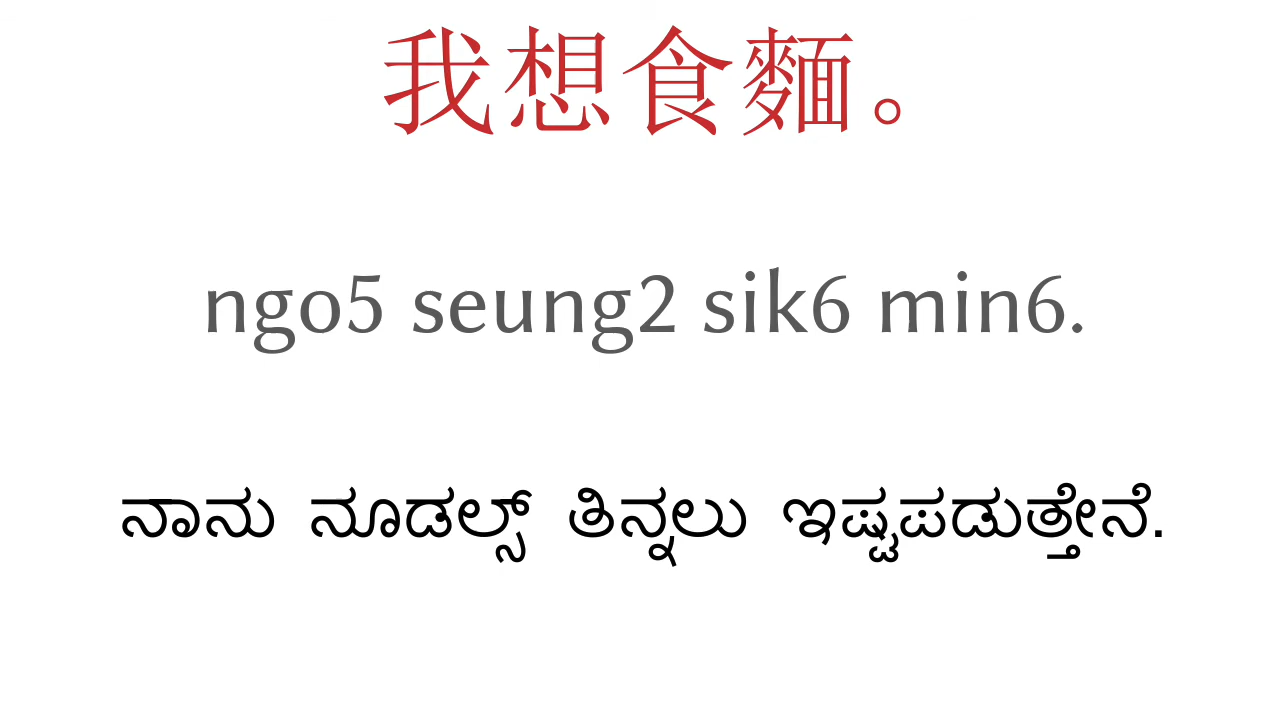 我想食麵。
ngo5 seung2 sik6 min6.
ನಾನು ನೂಡಲ್ಸ್ ತಿನ್ನಲು ಇಷ್ಟಪಡುತ್ತೇನೆ.